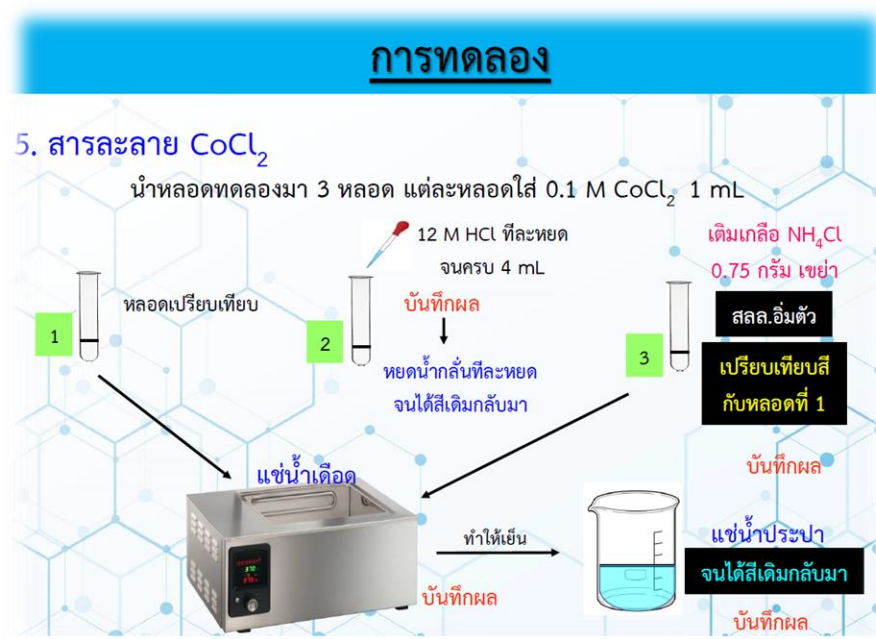 การทดลอง
5. สารละลาย CoCl₂
นำหลอดทดลองมา 3 หลอด แต่ละหลอดใส่ 0.1 M CoCl₂ 1 mL
1
หลอดเปรียบเทียบ
2
12 M HCl ทีละหยด
จนครบ 4 mL
บันทึกผล
หยดน้ำกลั่นทีละหยด
จนได้สีเดิมกลับมา
3
เติมเกลือ NH₄Cl
0.75 กรัม เขย่า
สลล.อิ่มตัว
เปรียบเทียบสี
กับหลอดที่ 1
บันทึกผล
แช่น้ำเดือด
บันทึกผล
ทำให้เย็น
แช่น้ำประปา
จนได้สีเดิมกลับมา
บันทึกผล